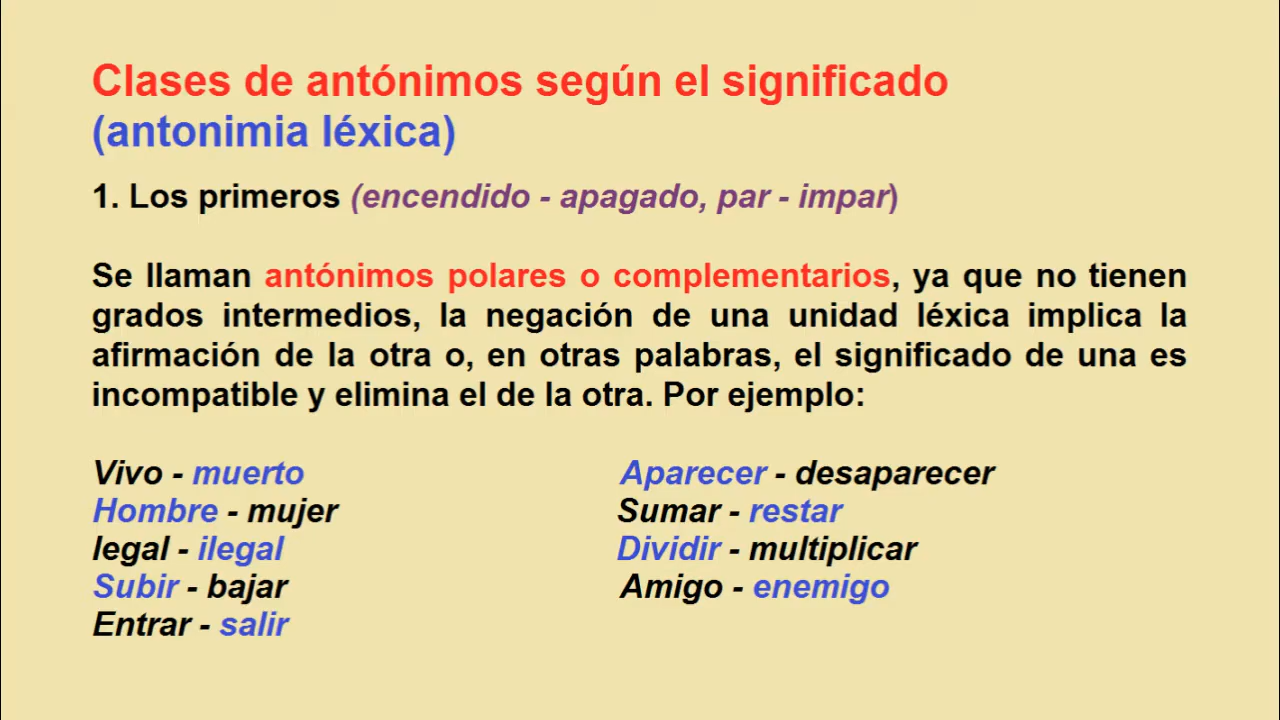 Clases de antónimos según el significado
(antonimia léxica)
1. Los primeros (encendido - apagado, par - impar)
Se llaman antónimos polares o complementarios, ya que no tienen
grados intermedios, la negación de una unidad léxica implica la
afirmación de la otra o, en otras palabras, el significado de una es
incompatible y elimina el de la otra. Por ejemplo:
Vivo - muerto
Hombre - mujer
legal - ilegal
Subir - bajar
Entrar - salir
Aparecer - desaparecer
Sumar - restar
Dividir - multiplicar
Amigo - enemigo